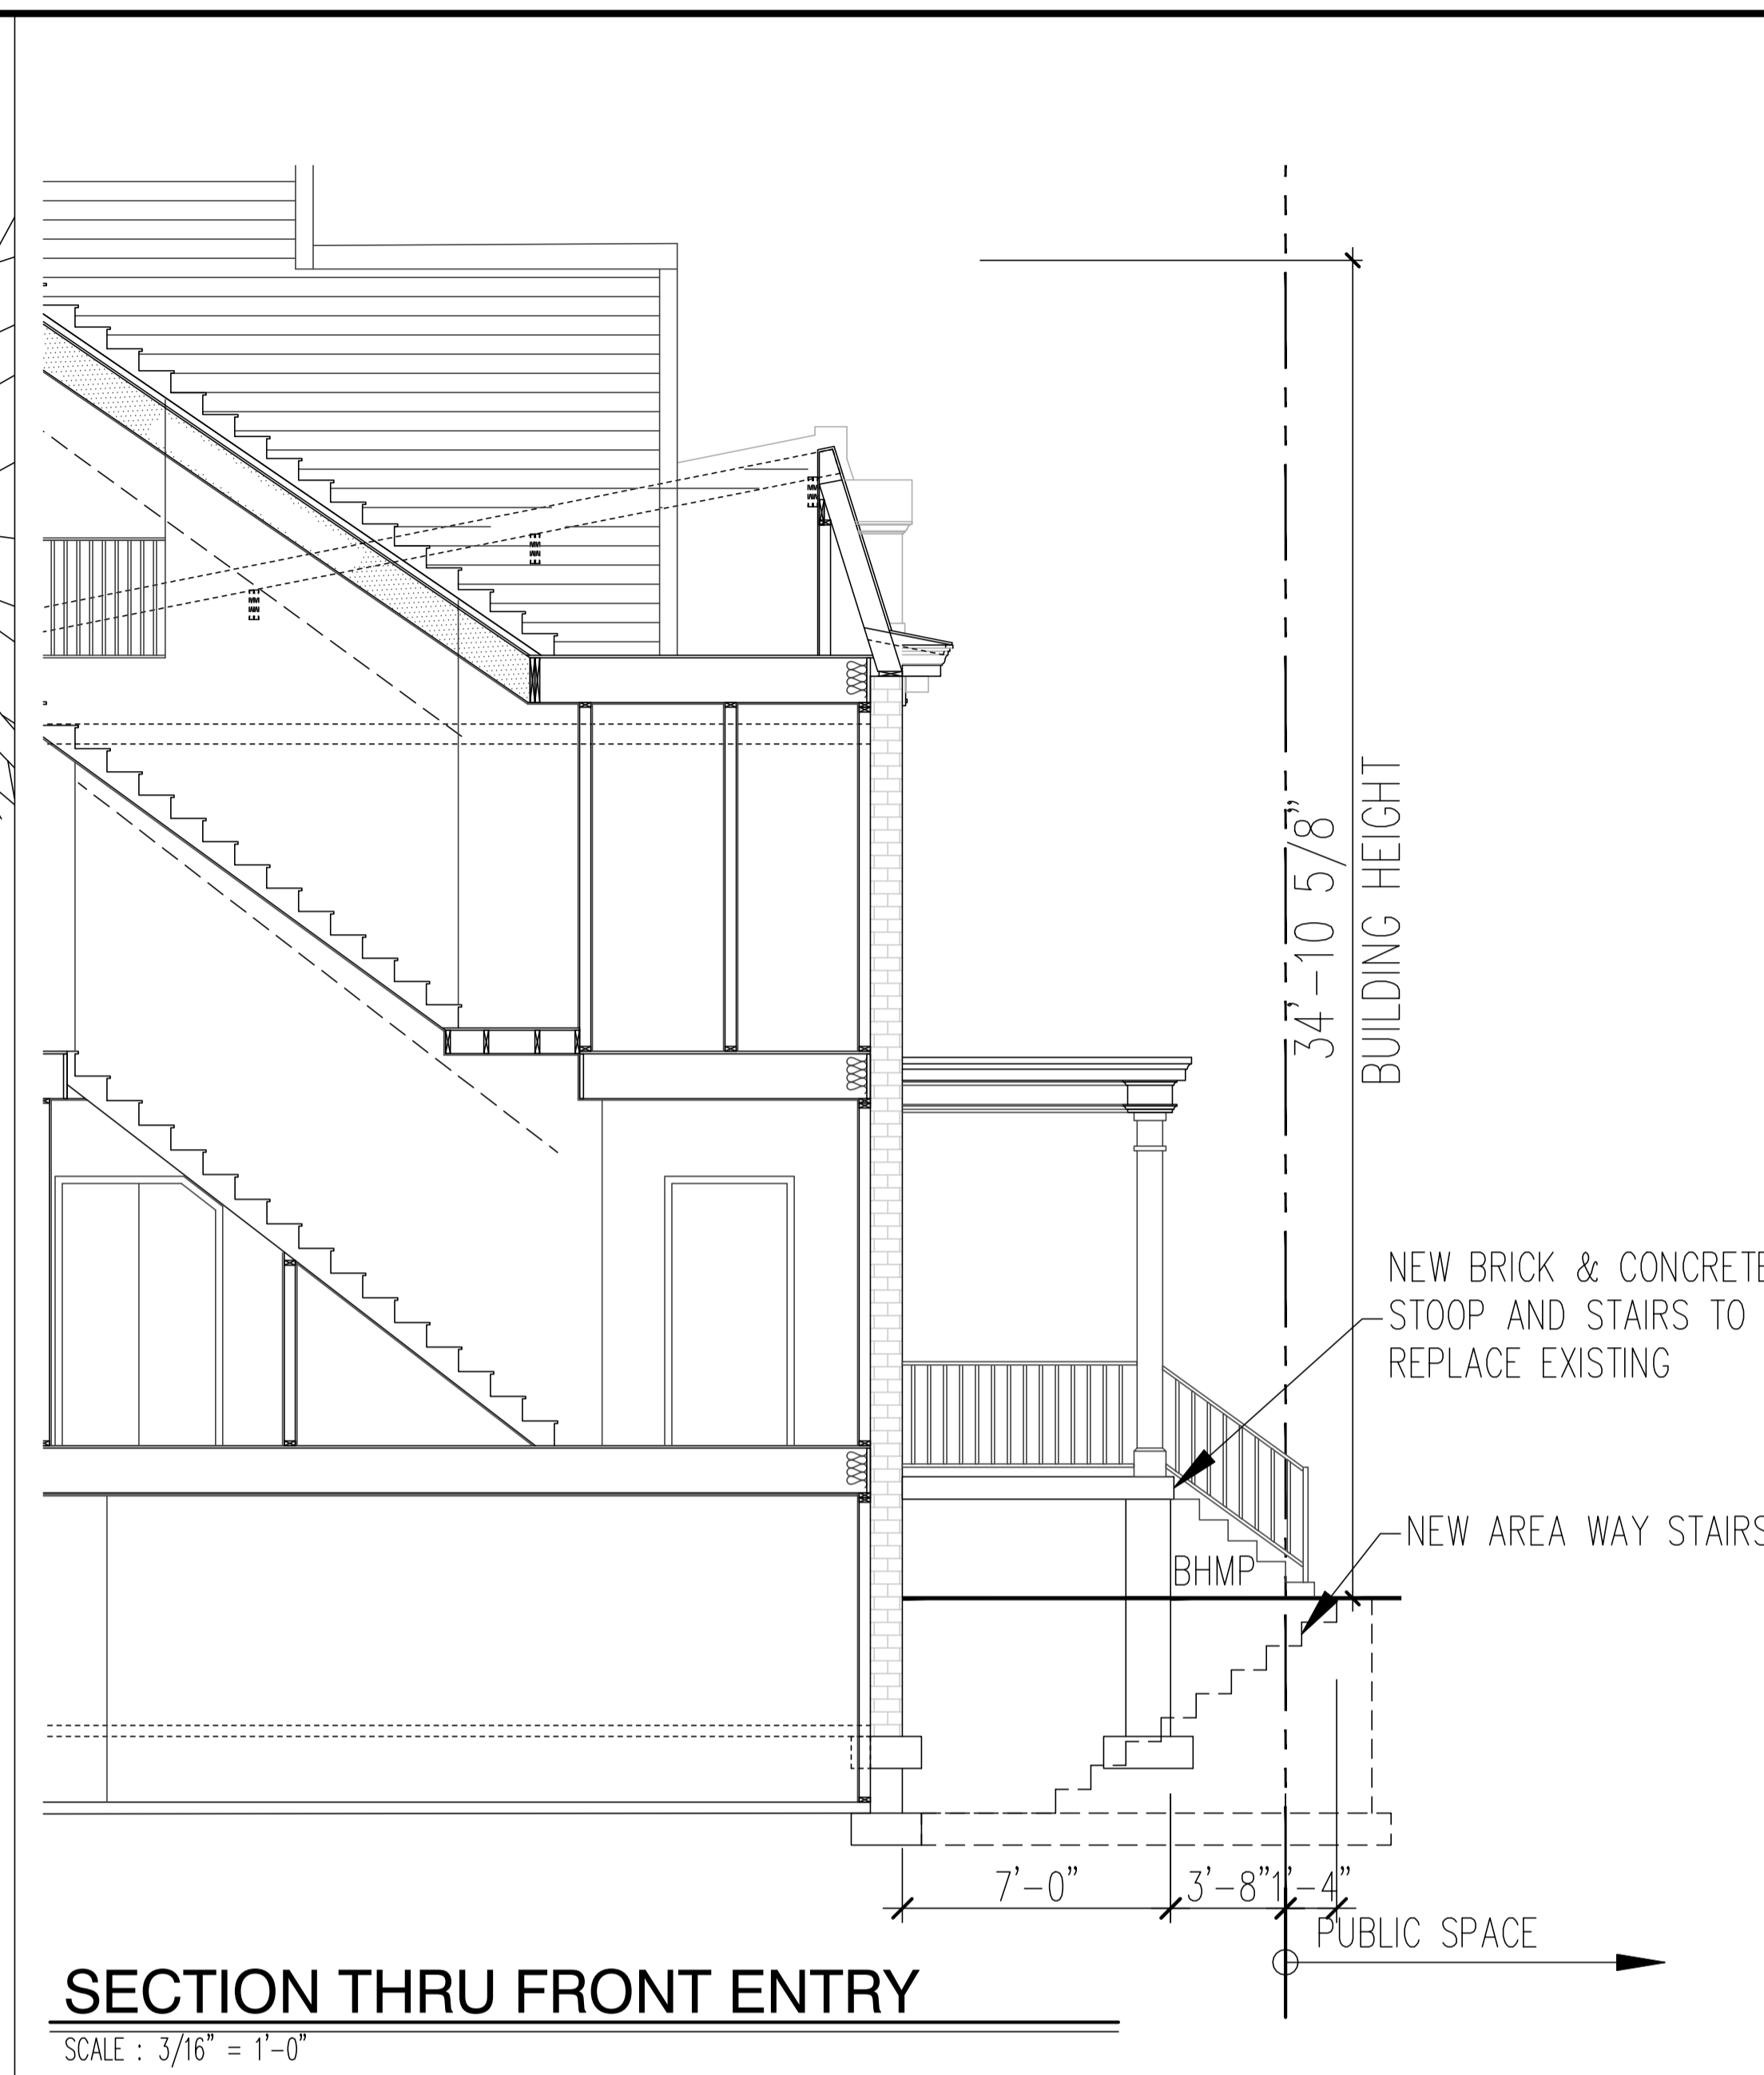 34'-10 5/8"
BUILDING HEIGHT
NEW BRICK & CONCRETE
STOOP AND STAIRS TO
REPLACE EXISTING
NEW AREA WAY STAIRS
BHMP
7'-0"
3'-8"
1'-4"
PUBLIC SPACE
SECTION THRU FRONT ENTRY
SCALE : 3/16" = 1'-0"